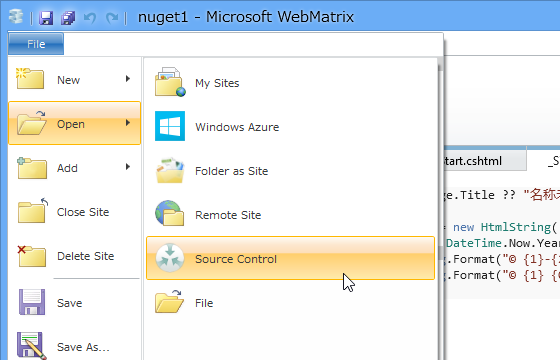 nuget1 - Microsoft WebMatrix
File
New
Open
Add
Close Site
Delete Site
Save
Save As...
My Sites
Windows Azure
Folder as Site
Remote Site
Source Control
File
tart.cshtml
_S
ge.Title ?? "名称
= new HtmlString(
DateTime.Now.Year
g.Format("© {1}-{
g.Format("© {1} {